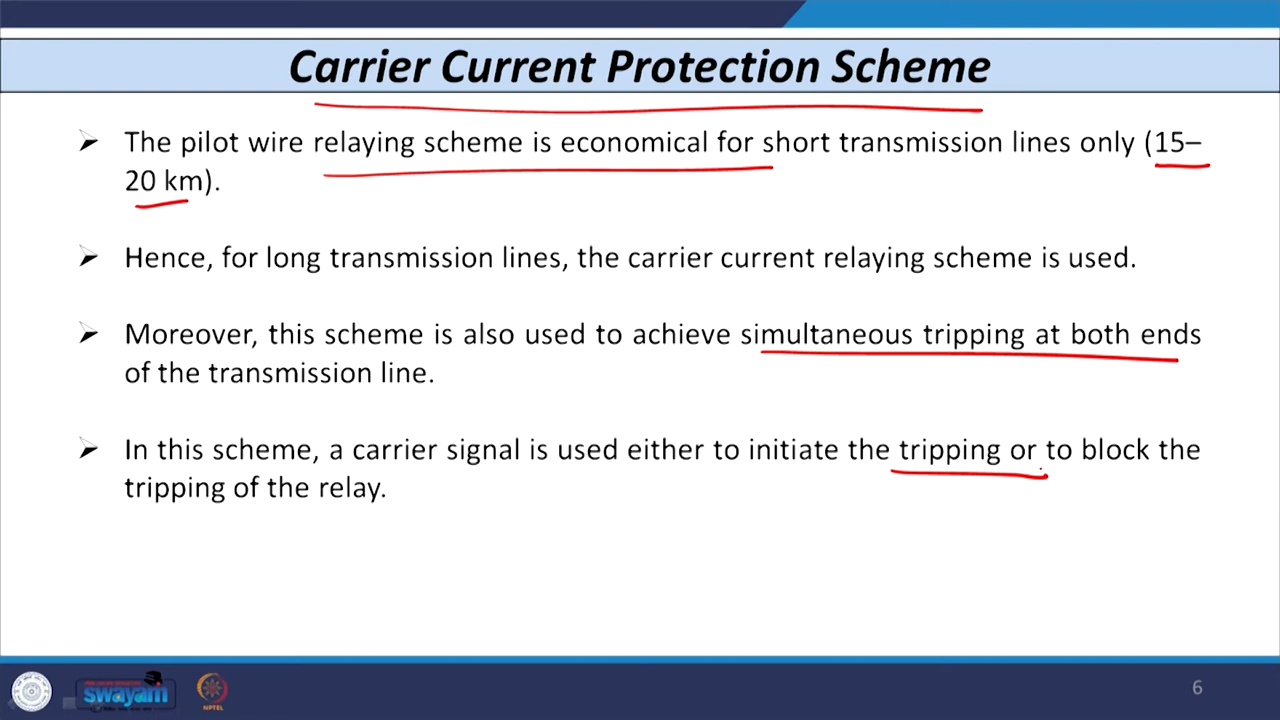 Carrier Current Protection Scheme
The pilot wire relaying scheme is economical for short transmission lines only (15–
20 km).
Hence, for long transmission lines, the carrier current relaying scheme is used.
Moreover, this scheme is also used to achieve simultaneous tripping at both ends
of the transmission line.
In this scheme, a carrier signal is used either to initiate the tripping or to block the
tripping of the relay.
swayam
NPTEL
6